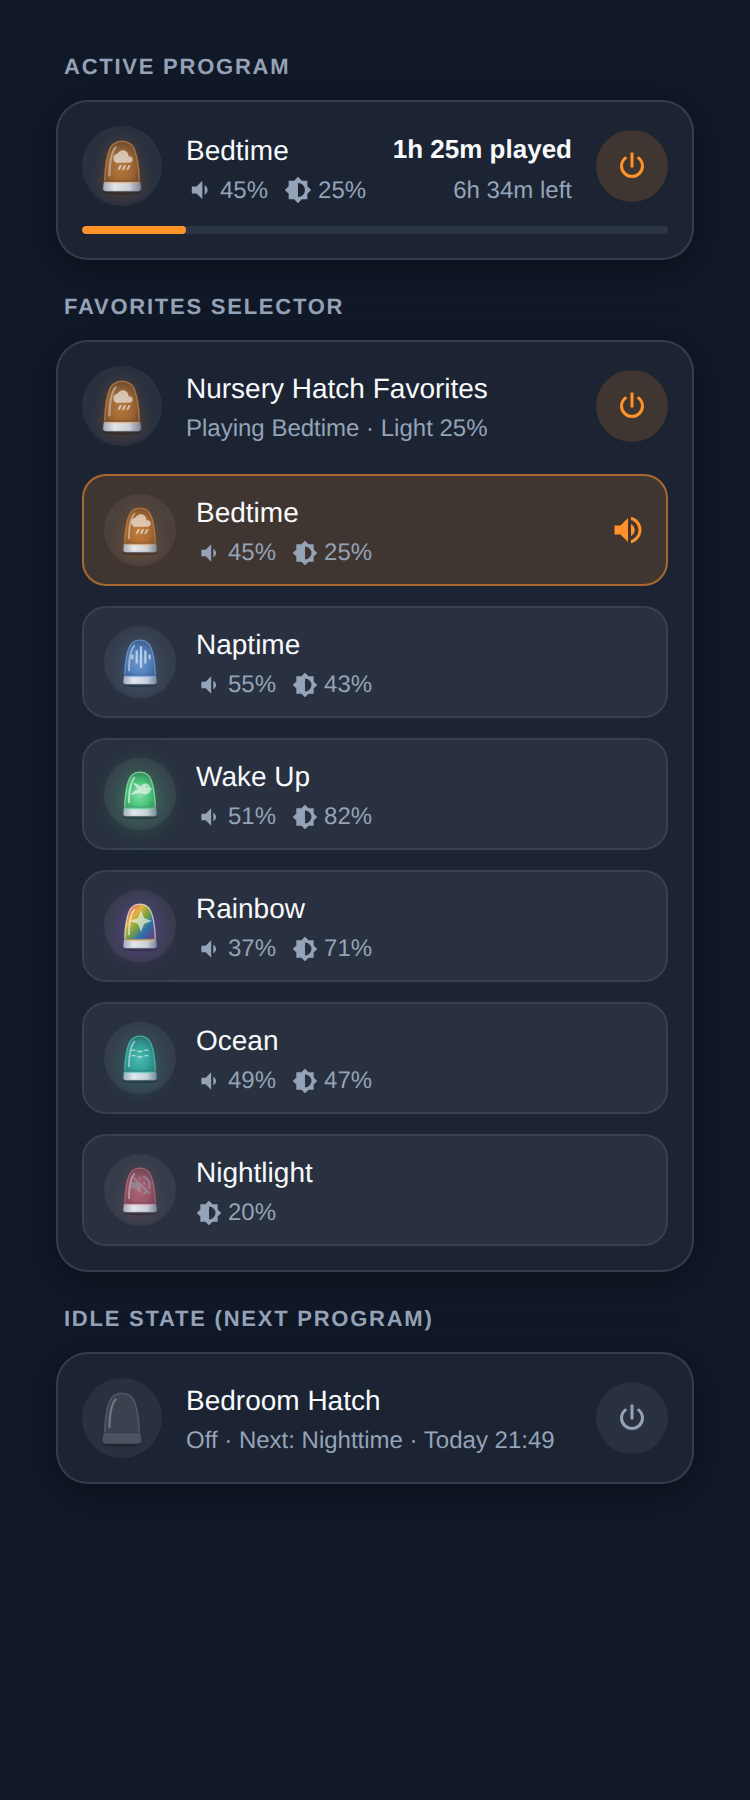 ACTIVE PROGRAM
Bedtime
1h 25m played
45% 25%
6h 34m left
FAVORITES SELECTOR
Nursery Hatch Favorites
Playing Bedtime · Light 25%
Bedtime
45% 25%
Naptime
55% 43%
Wake Up
51% 82%
Rainbow
37% 71%
Ocean
49% 47%
Nightlight
20%
IDLE STATE (NEXT PROGRAM)
Bedroom Hatch
Off · Next: Nighttime · Today 21:49